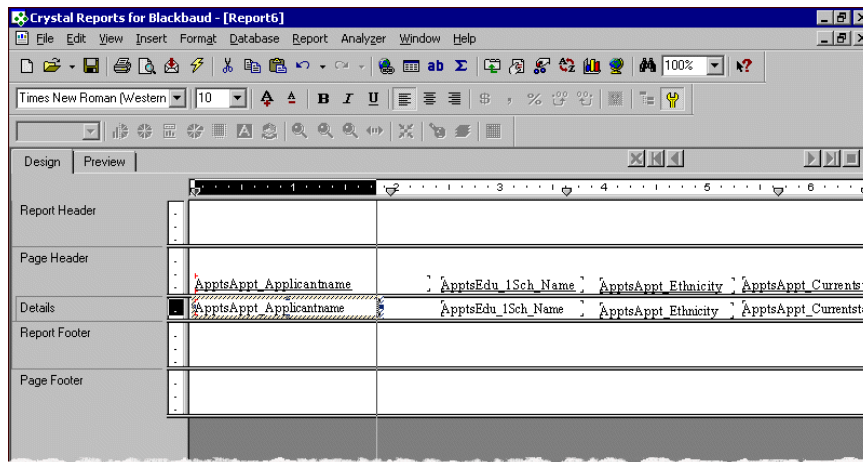 Crystal Reports for Blackbaud - [Report6]
File Edit View Insert Format Database Report Analyzer Window Help
ab Σ 100%
Times New Roman (Western 10 A A B I U $ , %
Design Preview
1 2 3 4 5 6
Report Header
Page Header
ApptsAppt_Applicantname ApptsEdu_1Sch_Name ApptsAppt_Ethnicity ApptsAppt_Currentst
Details
ApptsAppt_Applicantname ApptsEdu_1Sch_Name ApptsAppt_Ethnicity ApptsAppt_Currentst
Report Footer
Page Footer